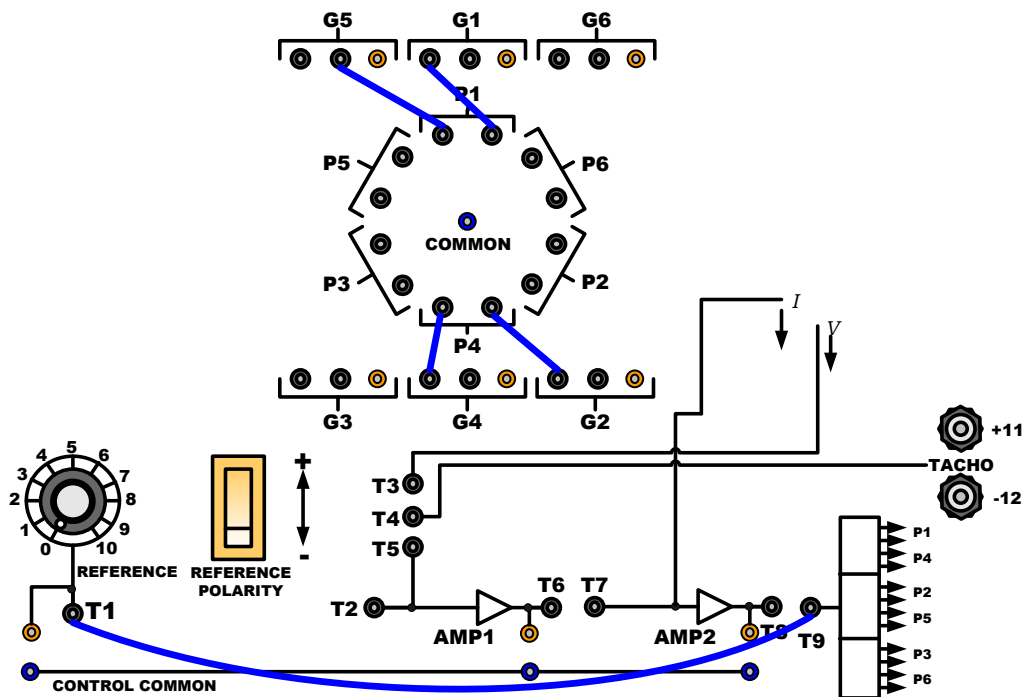 G5 G1 G6
P1
P5 P6
COMMON
P3 P2
P4
I
V
G3 G4 G2
+11
TACHO
-12
5
4 6
3 7
2 8
1 9
0 10
+
-
T3
T4
T5
REFERENCE
REFERENCE
POLARITY
T1
T2 AMP1 T6 T7 AMP2 T8 T9
P1
P4
P2
P5
P3
P6
CONTROL COMMON